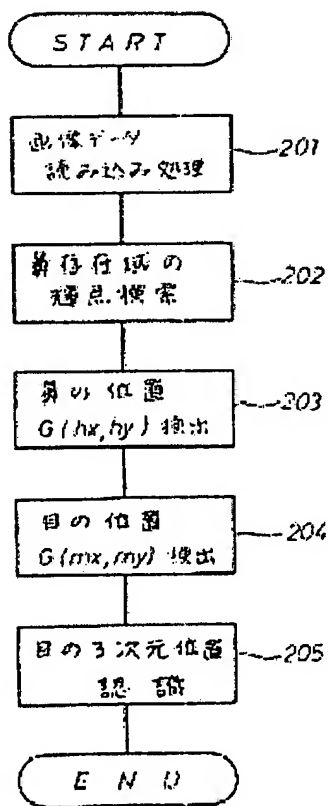 START
画像データ
読み込み処理
201
鼻存在域の
輝点検索
202
鼻の位置
G(hx,hy)検出
203
目の位置
G(mx,my)検出
204
目の3次元位置
認識
205
END